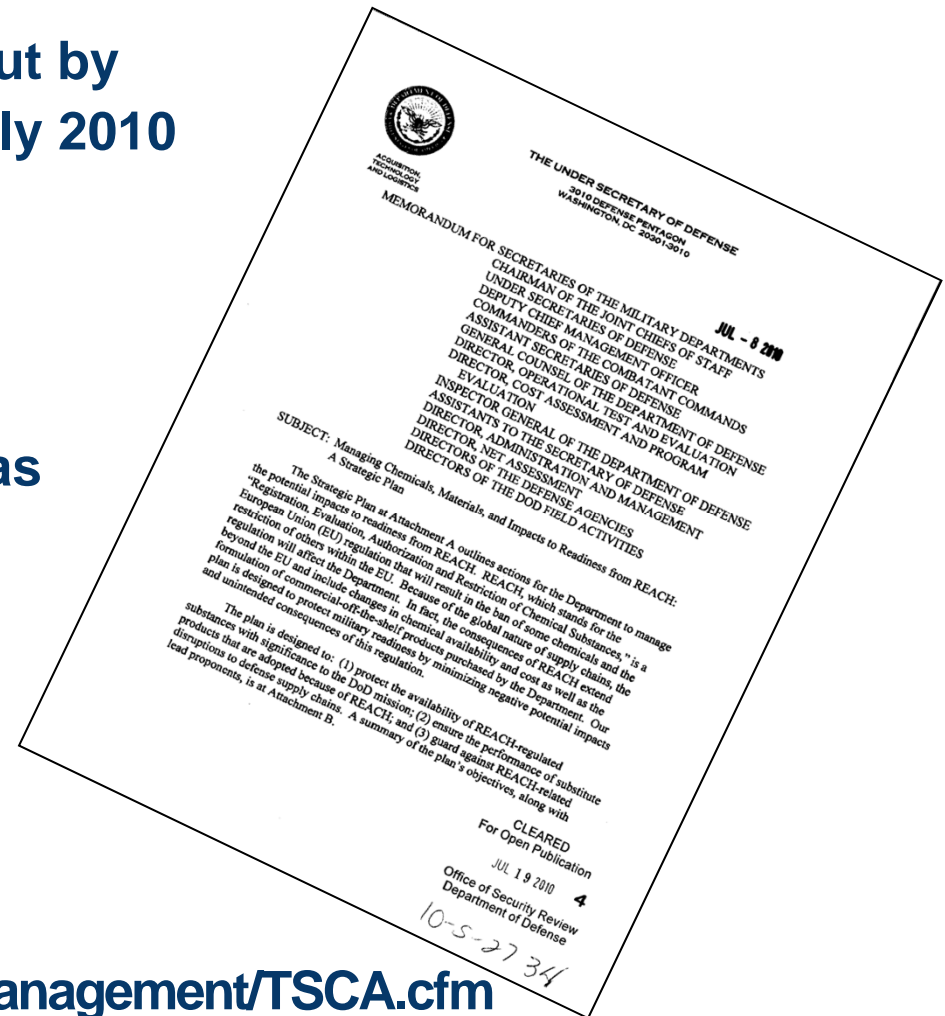 ut by
ly 2010
as
anagement/TSCA.cfm
ACQUISITION,
TECHNOLOGY
AND LOGISTICS
THE UNDER SECRETARY OF DEFENSE
3010 DEFENSE PENTAGON
WASHINGTON, DC 20301-3010
JUL - 8 2010
MEMORANDUM FOR SECRETARIES OF THE MILITARY DEPARTMENTS
CHAIRMAN OF THE JOINT CHIEFS OF STAFF
UNDER SECRETARIES OF DEFENSE
DEPUTY CHIEF MANAGEMENT OFFICER
COMMANDERS OF THE COMBATANT COMMANDS
ASSISTANT SECRETARIES OF DEFENSE
GENERAL COUNSEL OF THE DEPARTMENT OF DEFENSE
DIRECTOR, OPERATIONAL TEST AND EVALUATION
DIRECTOR, COST ASSESSMENT AND PROGRAM
EVALUATION
INSPECTOR GENERAL OF THE DEPARTMENT OF DEFENSE
ASSISTANTS TO THE SECRETARY OF DEFENSE
DIRECTOR, ADMINISTRATION AND MANAGEMENT
DIRECTOR, NET ASSESSMENT
DIRECTORS OF THE DEFENSE AGENCIES
DIRECTORS OF THE DOD FIELD ACTIVITIES
SUBJECT: Managing Chemicals, Materials, and Impacts to Readiness from REACH:
A Strategic Plan
The Strategic Plan at Attachment A outlines actions for the Department to manage
the potential impacts to readiness from REACH. REACH, which stands for the
"Registration, Evaluation, Authorization and Restriction of Chemical Substances," is a
European Union (EU) regulation that will result in the ban of some chemicals and the
restriction of others within the EU. Because of the global nature of supply chains, the
regulation will affect the Department. In fact, the consequences of REACH extend
beyond the EU and include changes in chemical availability and cost as well as the
formulation of commercial-off-the-shelf products purchased by the Department. Our
plan is designed to protect military readiness by minimizing negative potential impacts
and unintended consequences of this regulation.
The plan is designed to: (1) protect the availability of REACH-regulated
substances with significance to the DoD mission; (2) ensure the performance of substitute
products that are adopted because of REACH; and (3) guard against REACH-related
disruptions to defense supply chains. A summary of the plan's objectives, along with
lead proponents, is at Attachment B.
CLEARED
For Open Publication
JUL 19 2010 4
Office of Security Review
Department of Defense
10-S-2734